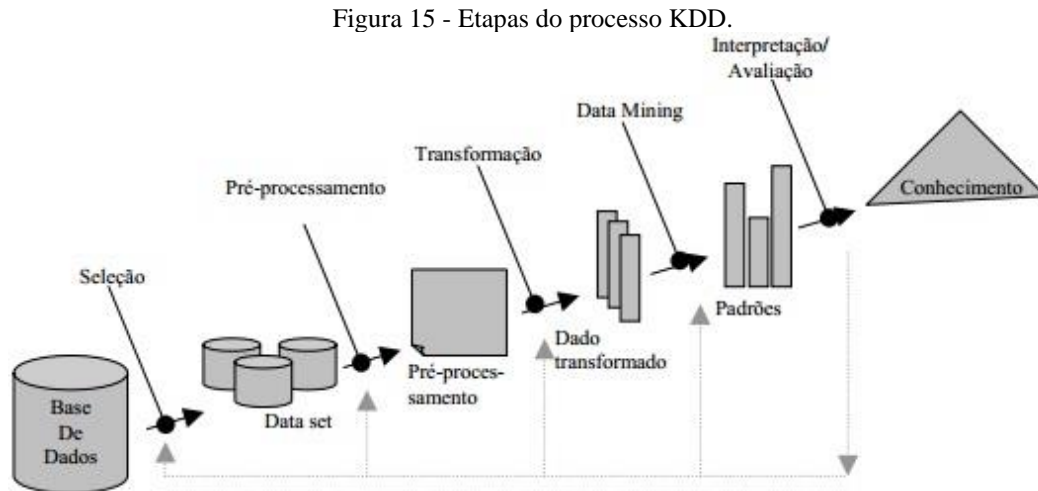 Figura 15 - Etapas do processo KDD.
Interpretação/
Avaliação
Data Mining
Transformação
Pré-processamento
Seleção
Conhecimento
Padrões
Dado
transformado
Pré-proces-
samento
Data set
Base
De
Dados